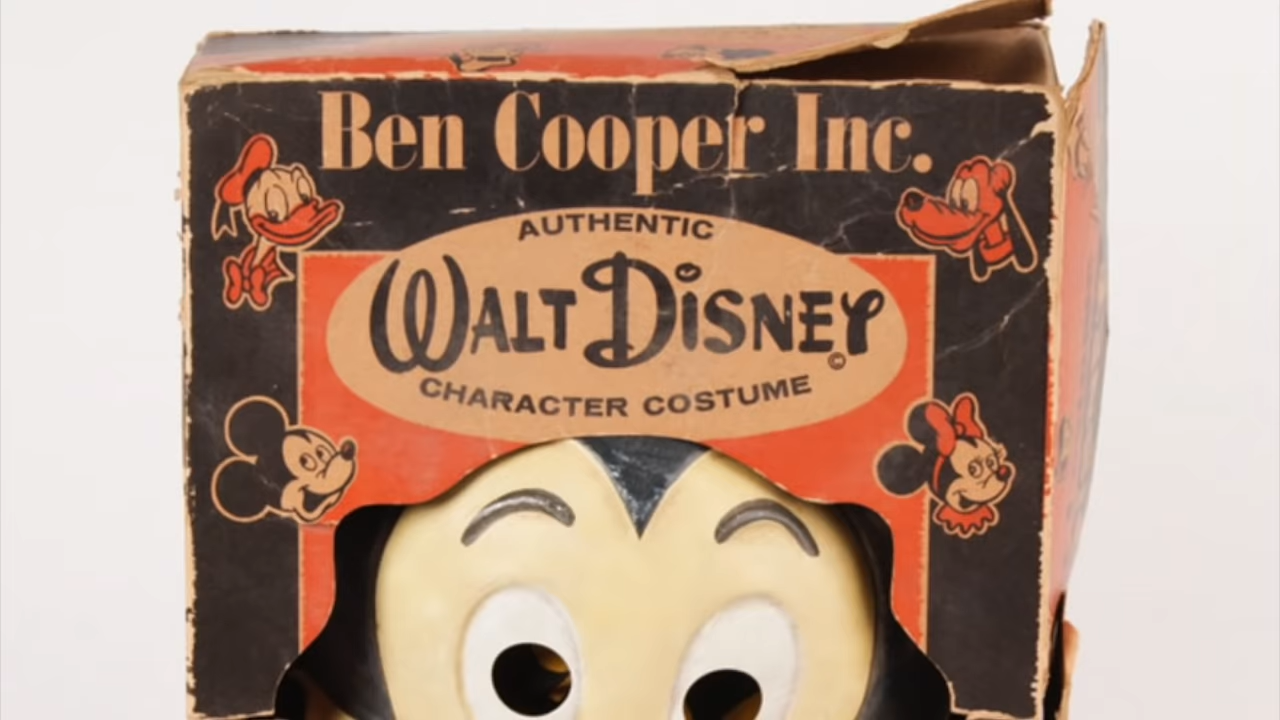 Ben Cooper Inc.
AUTHENTIC
WALT DISNEY
©
CHARACTER COSTUME